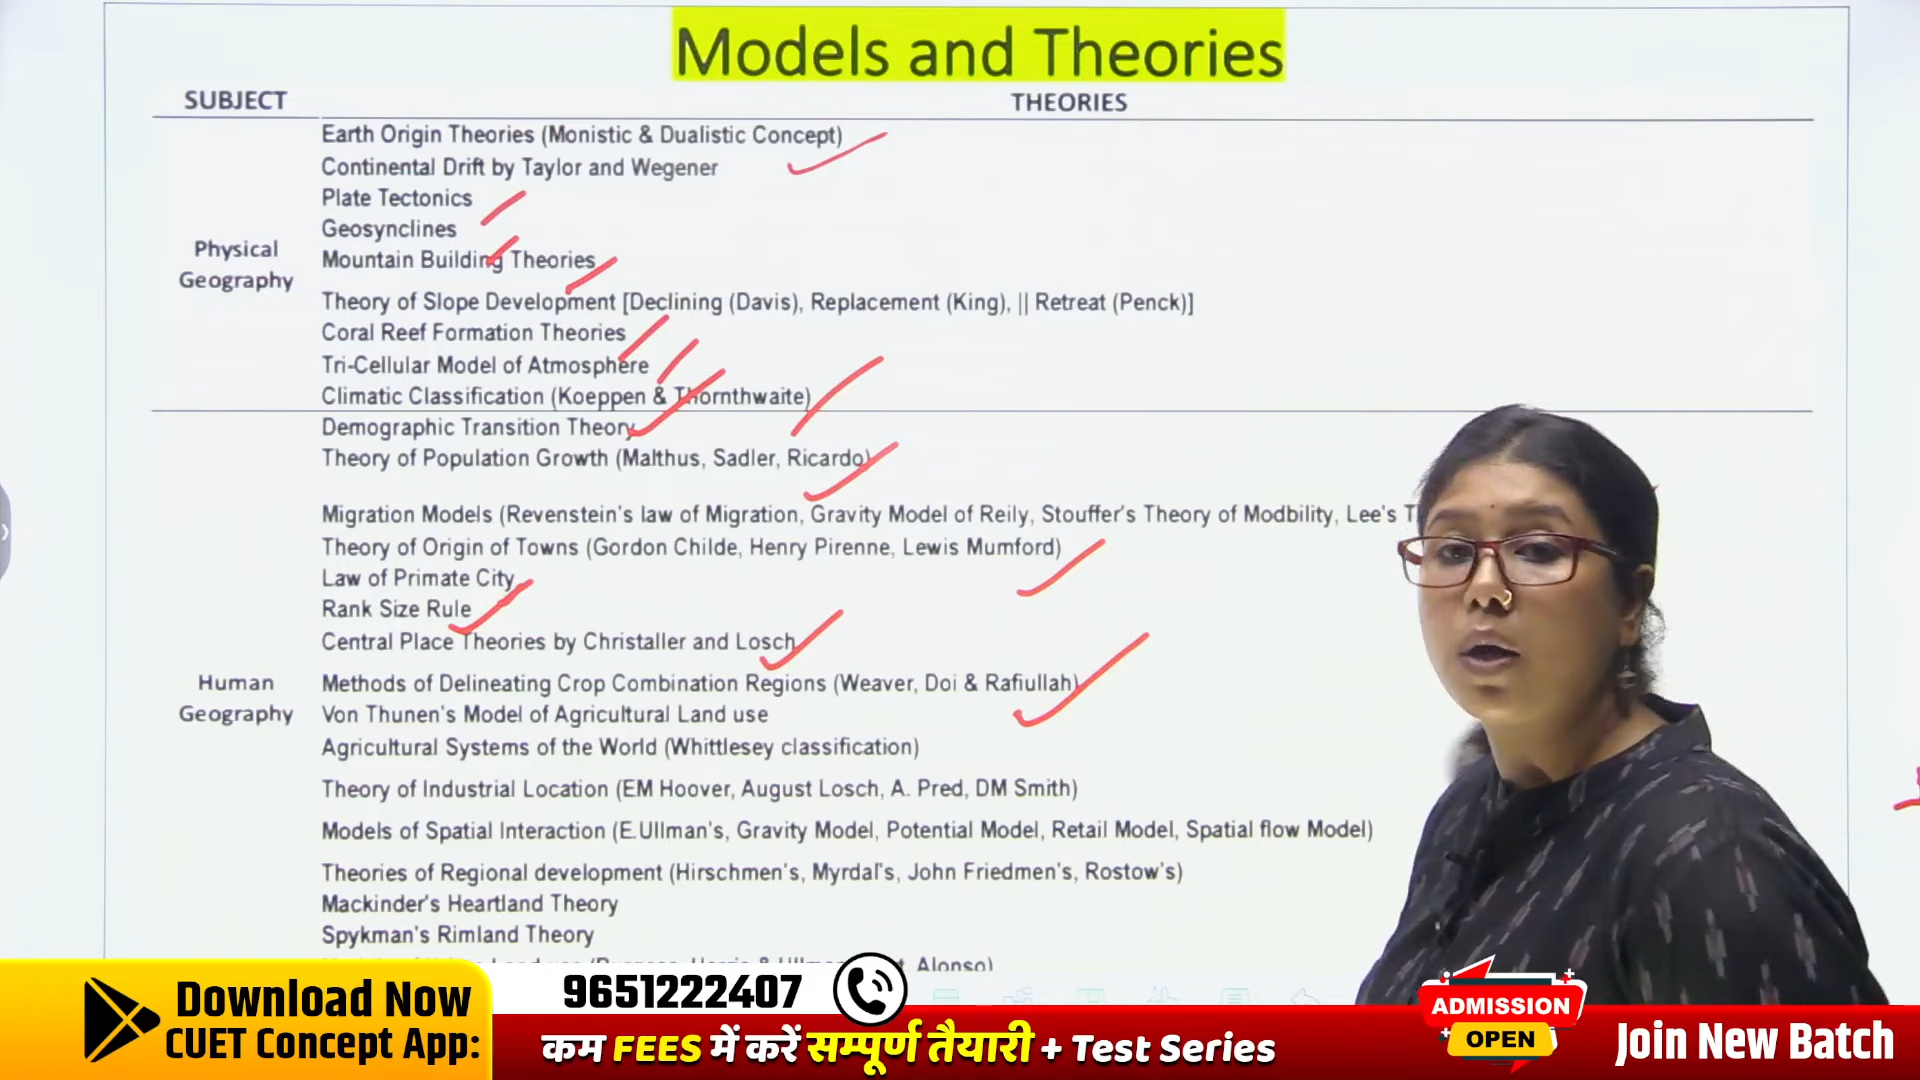 Models and Theories
SUBJECT THEORIES
Earth Origin Theories (Monistic & Dualistic Concept)
Continental Drift by Taylor and Wegener
Plate Tectonics
Geosynclines
Physical Geography
Mountain Building Theories
Theory of Slope Development [Declining (Davis), Replacement (King), || Retreat (Penck)]
Coral Reef Formation Theories
Tri-Cellular Model of Atmosphere
Climatic Classification (Koeppen & Thornthwaite)
Demographic Transition Theory
Theory of Population Growth (Malthus, Sadler, Ricardo)
Migration Models (Revenstein's law of Migration, Gravity Model of Reily, Stouffer's Theory of Modbility, Lee's
Theory of Origin of Towns (Gordon Childe, Henry Pirenne, Lewis Mumford)
Law of Primate City
Rank Size Rule
Central Place Theories by Christaller and Losch
Human Geography
Methods of Delineating Crop Combination Regions (Weaver, Doi & Rafiullah)
Von Thunen's Model of Agricultural Land use
Agricultural Systems of the World (Whittlesey classification)
Theory of Industrial Location (EM Hoover, August Losch, A. Pred, DM Smith)
Models of Spatial Interaction (E.Ullman's, Gravity Model, Potential Model, Retail Model, Spatial flow Model)
Theories of Regional development (Hirschmen's, Myrdal's, John Friedmen's, Rostow's)
Mackinder's Heartland Theory
Spykman's Rimland Theory
Alonso)
Download Now
CUET Concept App:
9651222407
कम FEES में करें सम्पूर्ण तैयारी + Test Series
ADMISSION
OPEN
Join New Batch